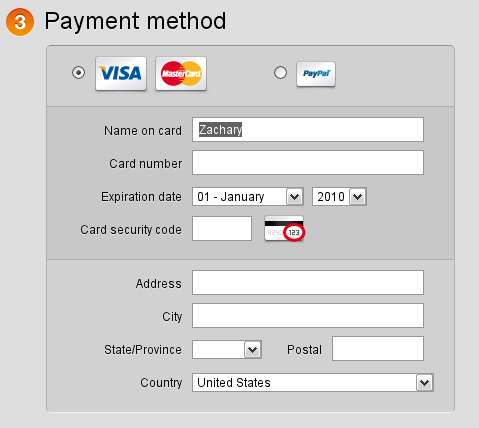 3 Payment method
VISA MasterCard PayPal
Name on card Zachary
Card number
Expiration date 01 - January 2010
Card security code 123
Address
City
State/Province Postal
Country United States